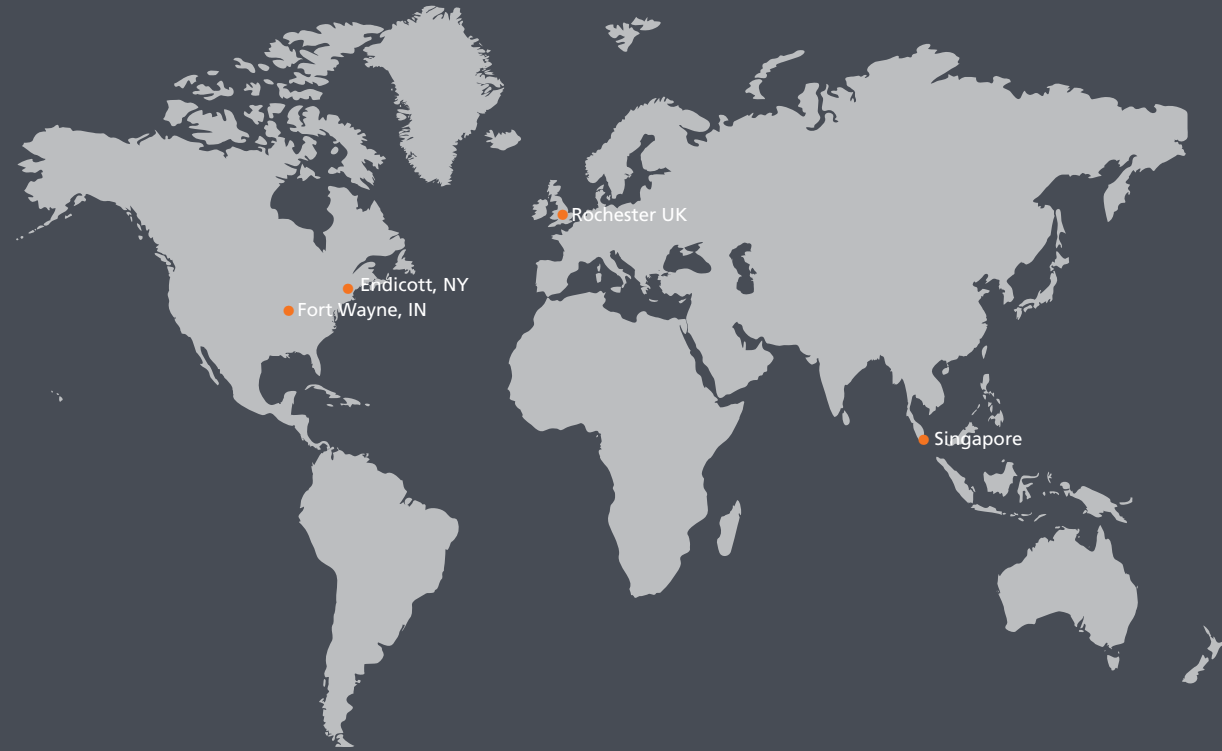 Rochester UK
Endicott, NY
Fort Wayne, IN
Singapore